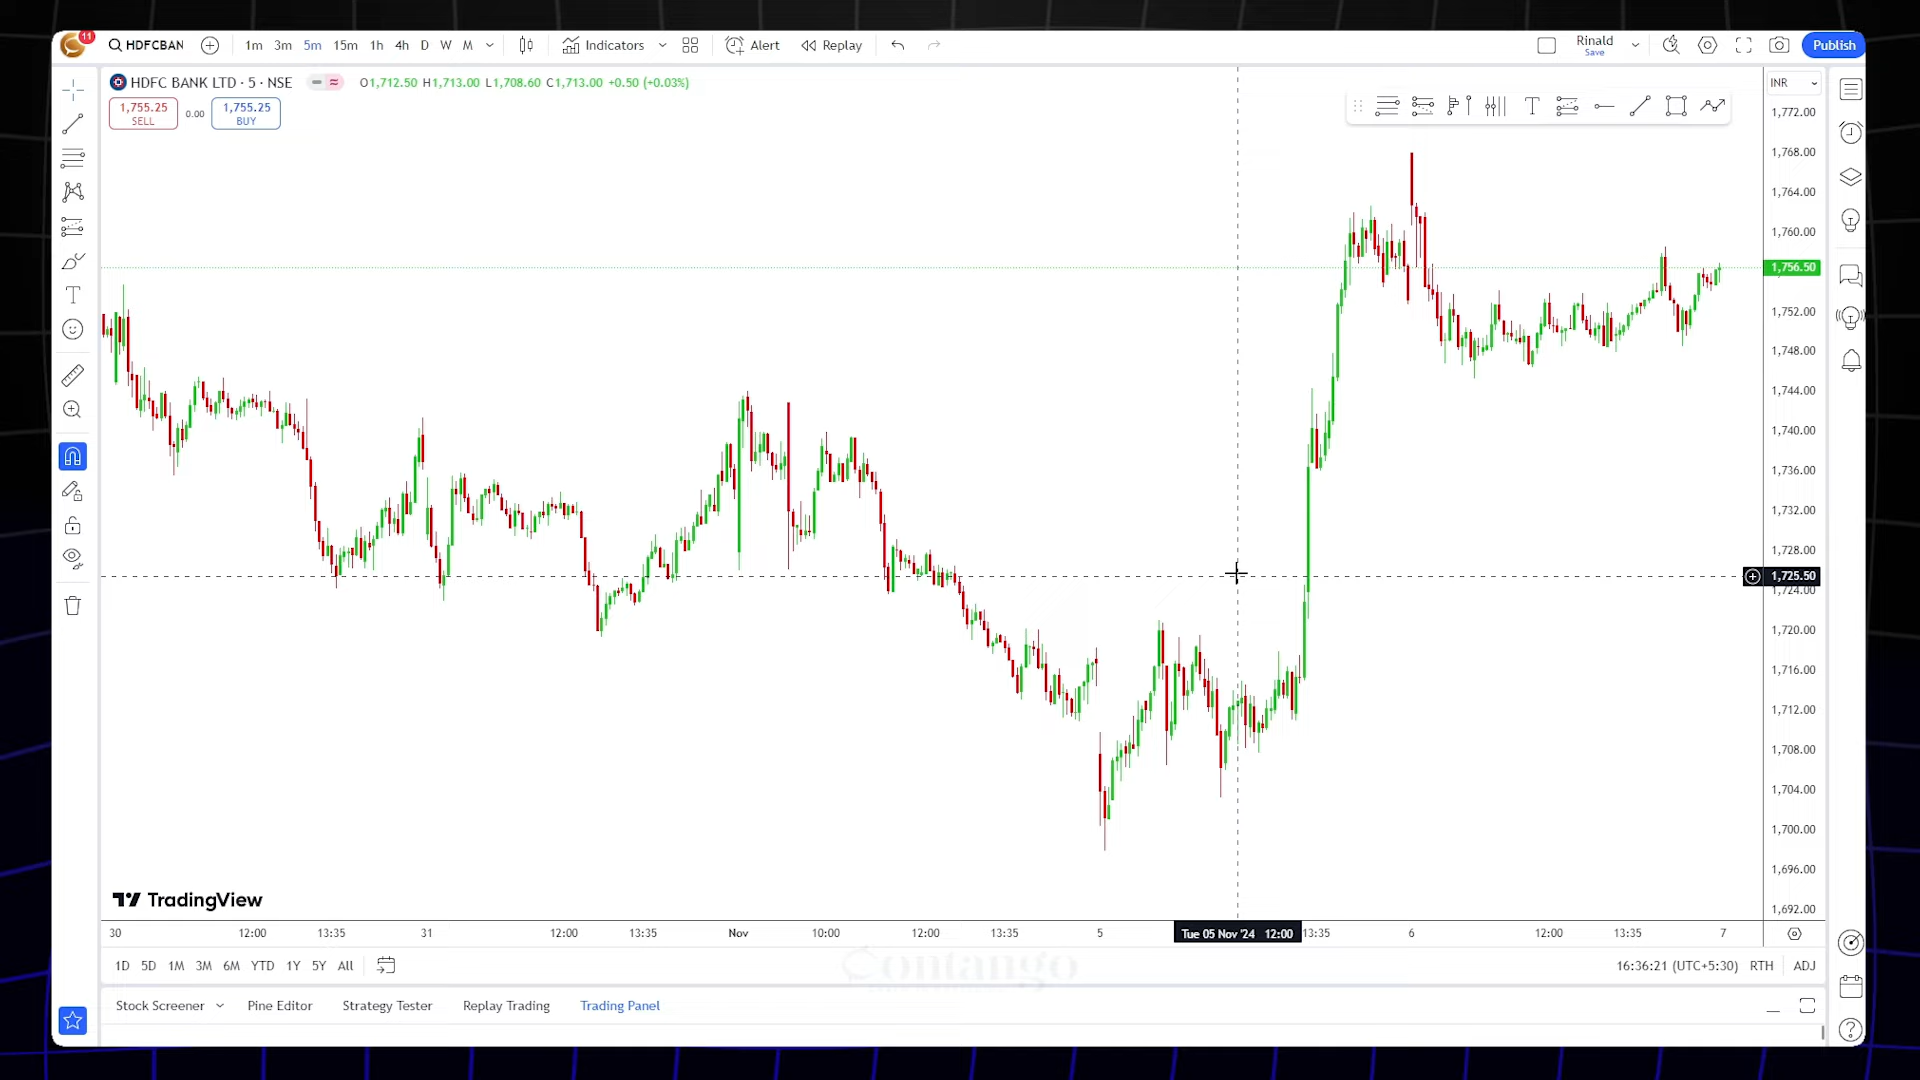 11
HDFCBAN
1m 3m 5m 15m 1h 4h D W M
Indicators
Alert
Replay
Rinald
Save
Publish
HDFC BANK LTD · 5 · NSE
O1,712.50 H1,713.00 L1,708.60 C1,713.00 +0.50 (+0.03%)
1,755.25
SELL
0.00
1,755.25
BUY
INR
1,772.00
1,768.00
1,764.00
1,760.00
1,756.50
1,752.00
1,748.00
1,744.00
1,740.00
1,736.00
1,732.00
1,728.00
1,725.50
1,724.00
1,720.00
1,716.00
1,712.00
1,708.00
1,704.00
1,700.00
1,696.00
1,692.00
TradingView
30 12:00 13:35 31 12:00 13:35 Nov 10:00 12:00 13:35 5 Tue 05 Nov '24 12:00 13:35 6 12:00 13:35 7
1D 5D 1M 3M 6M YTD 1Y 5Y All
Contango
16:36:21 (UTC+5:30) RTH ADJ
Stock Screener Pine Editor Strategy Tester Replay Trading Trading Panel